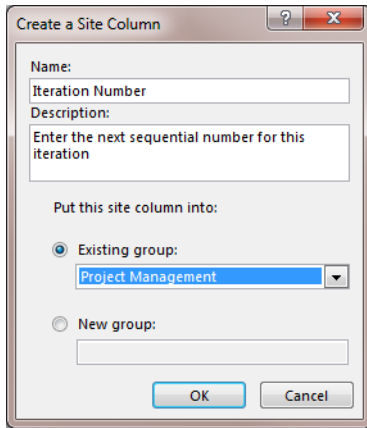 Create a Site Column
Name:
Iteration Number
Description:
Enter the next sequential number for this
iteration
Put this site column into:
Existing group:
Project Management
New group:
OK Cancel